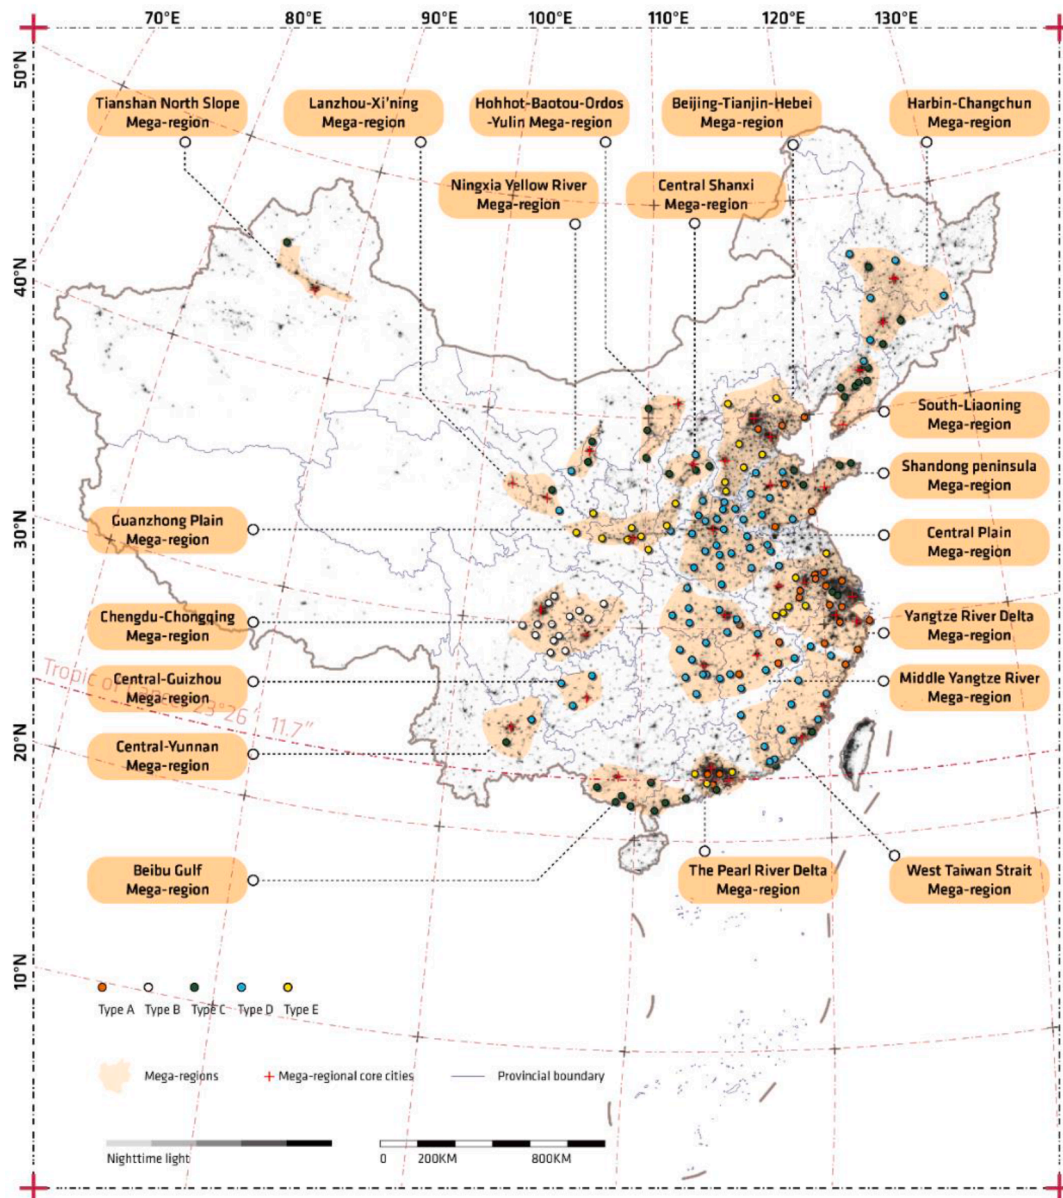 70°E 80°E 90°E 100°E 110°E 120°E 130°E
50°N
Tianshan North Slope
Mega-region
Lanzhou-Xi'ning
Mega-region
Hohhot-Baotou-Ordos
-Yulin Mega-region
Beijing-Tianjin-Hebei
Mega-region
Harbin-Changchun
Mega-region
Ningxia Yellow River
Mega-region
Central Shanxi
Mega-region
40°N
South-Liaoning
Mega-region
Shandong peninsula
Mega-region
30°N
Guanzhong Plain
Mega-region
Central Plain
Mega-region
Chengdu-Chongqing
Mega-region
Yangtze River Delta
Mega-region
Central-Guizhou
Mega-region
Middle Yangtze River
Mega-region
Tropic of 23°26′ 11.7″
20°N
Central-Yunnan
Mega-region
Beibu Gulf
Mega-region
The Pearl River Delta
Mega-region
West Taiwan Strait
Mega-region
10°N
Type A Type B Type C Type D Type E
Mega-regions Mega-regional core cities Provincial boundary
Nighttime light
0 200KM 800KM